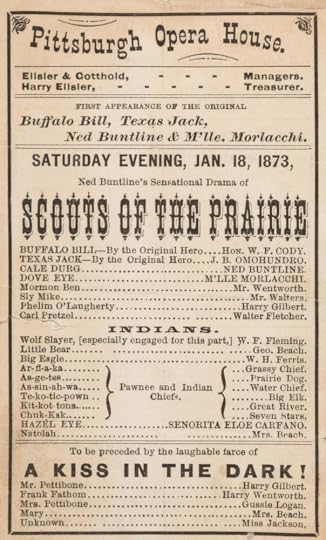 Pittsburgh Opera House.
Ellsler & Gotthold, - - - Managers.
Harry Ellsler, - - - - - Treasurer.
FIRST APPEARANCE OF THE ORIGINAL
Buffalo Bill, Texas Jack,
Ned Buntline & M'lle. Morlacchi.
SATURDAY EVENING, JAN. 18, 1873,
Ned Buntline's Sensational Drama of
SCOUTS OF THE PRAIRIE
BUFFALO BILL—By the Original Hero....Hon. W. F. CODY.
TEXAS JACK—By the Original Hero....J. B. OMOHUNDRO.
CALE DURG....NED BUNTLINE.
DOVE EYE....M'LLE MORLACCHI.
Mormon Ben....Mr. Wentworth.
Sly Mike....Mr. Walters.
Phelim O'Laugherty....Harry Gilbert.
Carl Pretzel....Walter Fletcher.
INDIANS.
Wolf Slayer, [especially engaged for this part,] W. F. Fleming.
Little Bear....Geo. Beach.
Big Eagle....W. H. Ferris.
Ar-fl-a-ka....Grassy Chief.
As-ge-tes....Prairie Dog.
As-sin-ah-wa....Pawnee and Indian....Water Chief.
Te-ko-tic-pown..Chiefs.....Big Elk.
Kit-kot-tons....Great River.
Chuk-Kak....Seven Stars.
HAZEL EYE....SENORITA ELOE CARFANO.
Natolah....Mrs. Beach.
To be preceded by the laughable farce of
A KISS IN THE DARK!
Mr. Pettibone....Harry Gilbert.
Frank Fathom....Harry Wentworth.
Mrs. Pettibone....Gussie Logan.
Mary....Mrs. Beach.
Unknown....Miss Jackson.